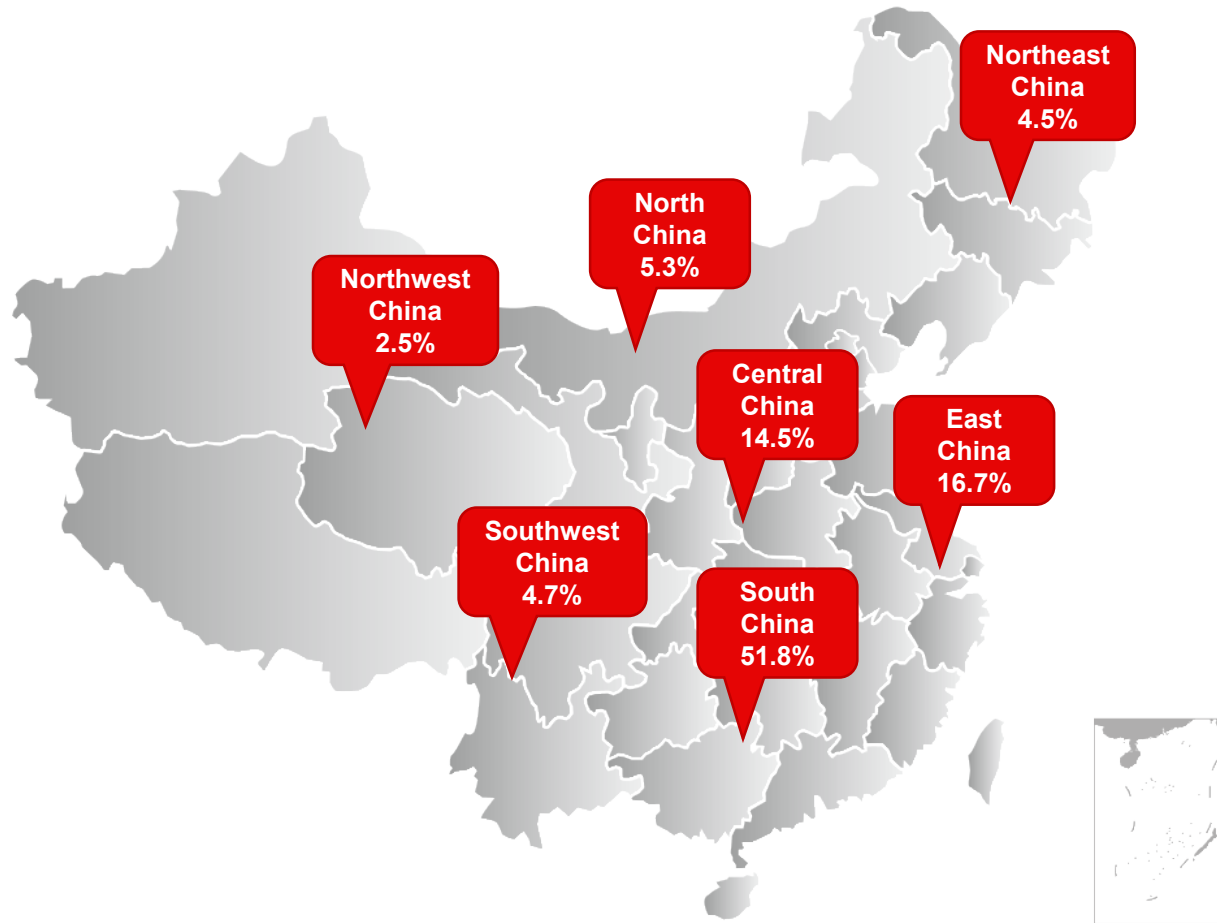 Northeast
China
4.5%
North
China
5.3%
Northwest
China
2.5%
Central
China
14.5%
East
China
16.7%
Southwest
China
4.7%
South
China
51.8%